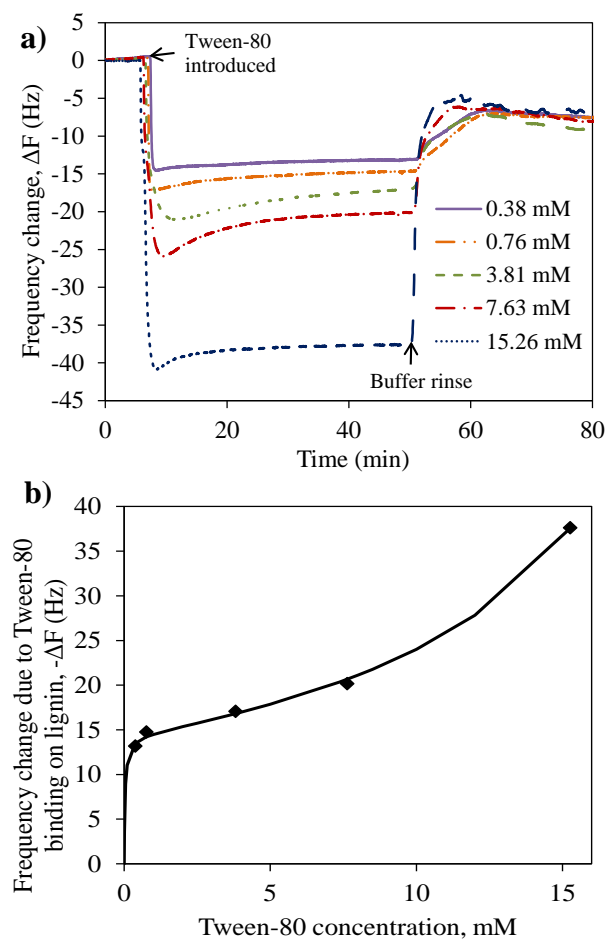 a)
Tween-80
introduced
Frequency change, ΔF (Hz)
5
0
-5
-10
-15
-20
-25
-30
-35
-40
-45
0.38 mM
0.76 mM
3.81 mM
7.63 mM
15.26 mM
Buffer rinse
0 20 40 60 80
Time (min)
b)
Frequency change due to Tween-80
binding on lignin, -ΔF (Hz)
40
35
30
25
20
15
10
5
0
0 5 10 15
Tween-80 concentration, mM